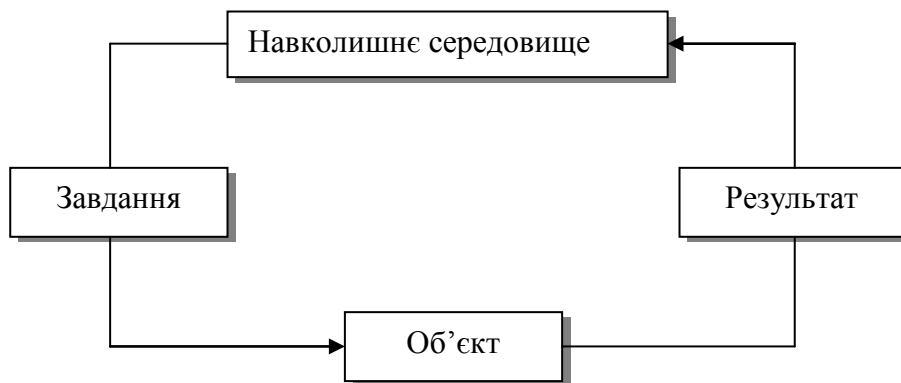 Навколишнє середовище
Завдання
Результат
Об’єкт